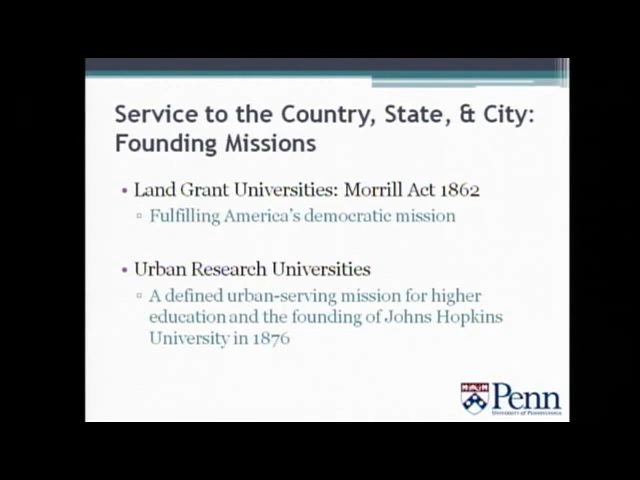 Service to the Country, State, & City:
Founding Missions
• Land Grant Universities: Morrill Act 1862
▫ Fulfilling America's democratic mission
• Urban Research Universities
▫ A defined urban-serving mission for higher
education and the founding of Johns Hopkins
University in 1876
Penn
University of Pennsylvania